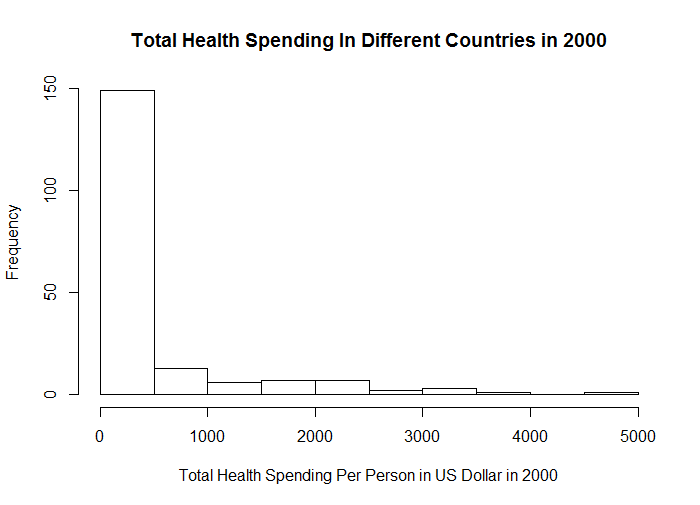 Total Health Spending In Different Countries in 2000
150
100
50
0
Frequency
0 1000 2000 3000 4000 5000
Total Health Spending Per Person in US Dollar in 2000